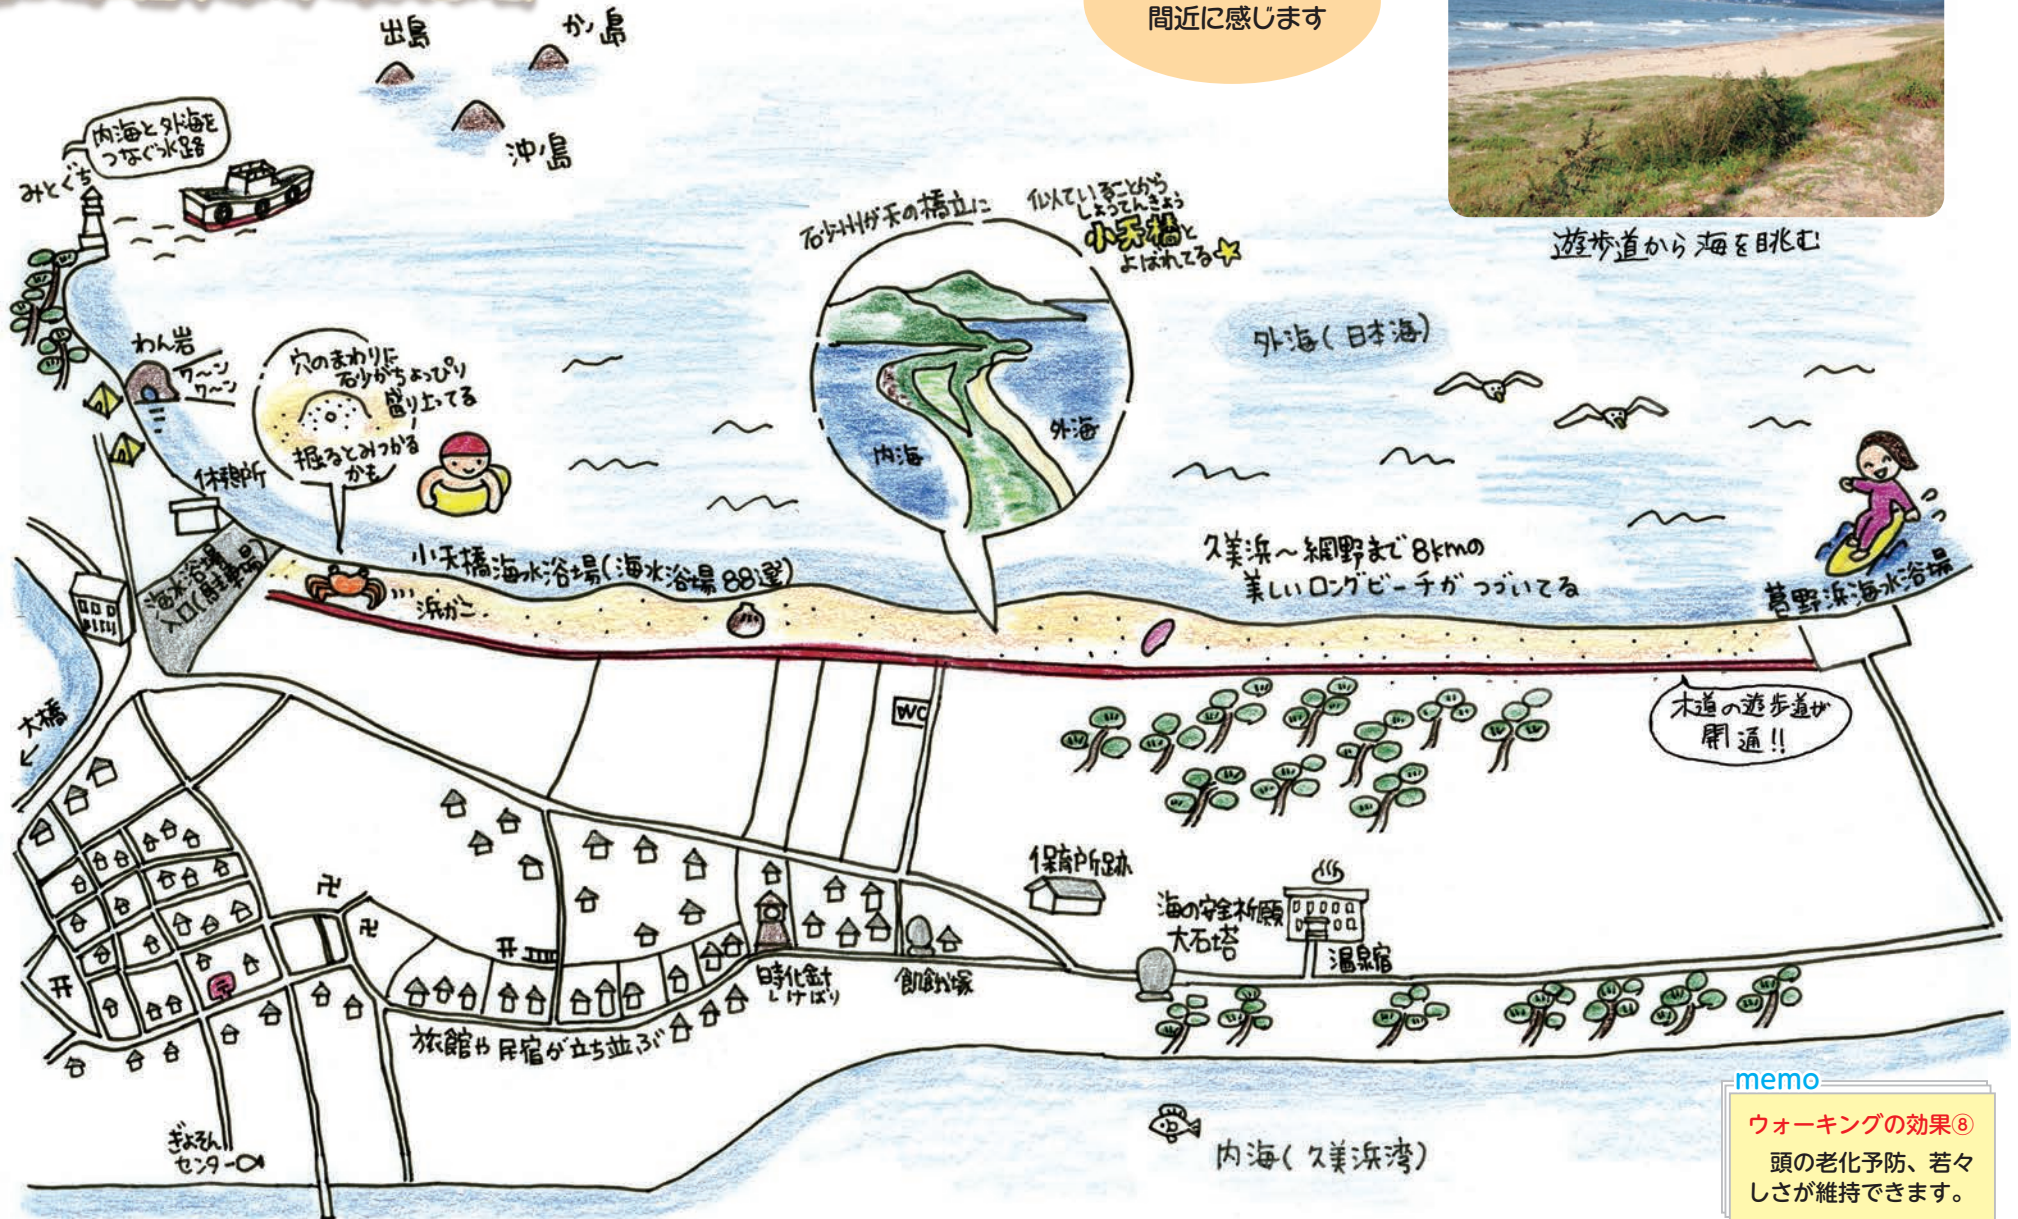 間近に感じます
出島
かノ島
沖ノ島
内海と外海を
つなぐ水路
みとぐち
わん岩
ワ〜ン
ワ〜ン
穴のまわりに
砂がちょっぴり
盛り上ってる
掘るとみつかる
かも
砂州が天の橋立に
似ていることから
しょうてんきょう
小天橋と
よばれてる
内海
外海
外海(日本海)
遊歩道から海を眺む
休憩所
海水浴場
入口(駐車場)
小天橋海水浴場(海水浴場88選)
浜がに
久美浜〜網野まで8kmの
美しいロングビーチがつづいてる
葛野浜海水浴場
木道の遊歩道が
開通!!
大橋
WC
保育所跡
海の安全祈願
大石塔
温泉宿
卍
卍
時化針
しけばり
飢餓塚
旅館や民宿が立ち並ぶ
ぎょそん
センター
内海(久美浜湾)
memo
ウォーキングの効果⑧
頭の老化予防、若々
しさが維持できます。